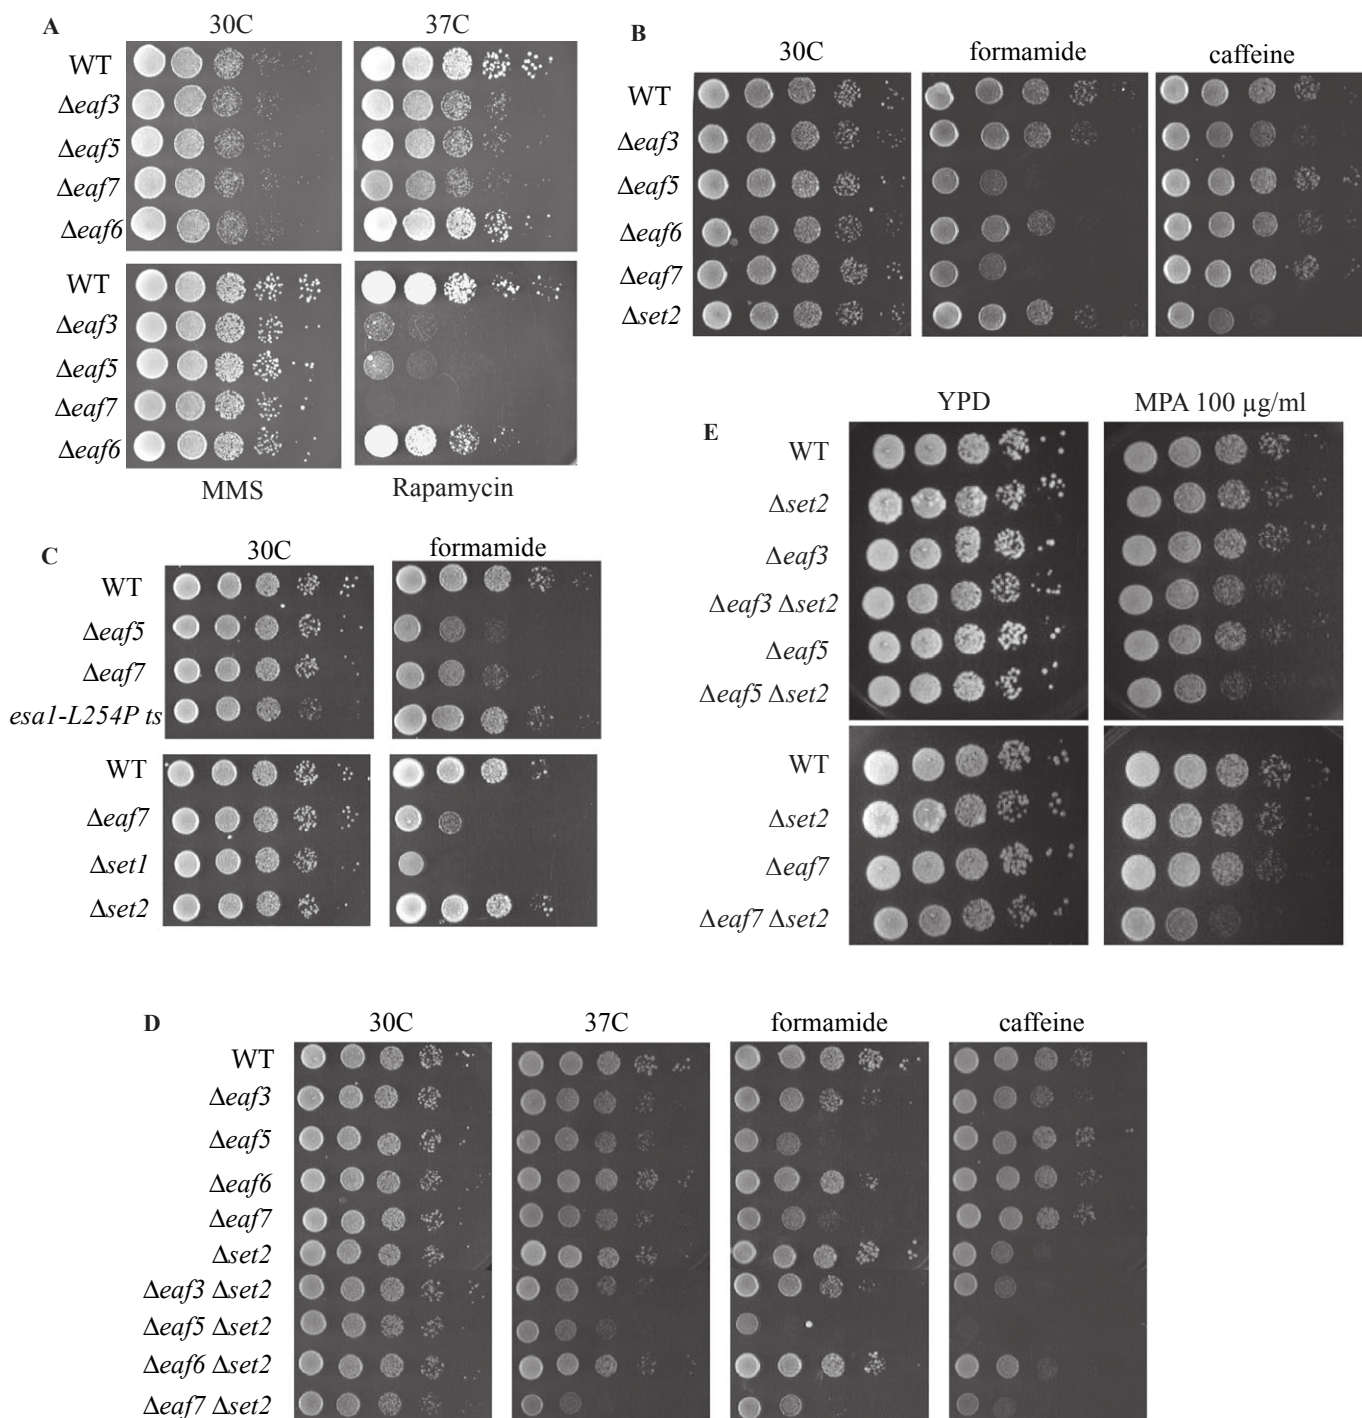 A
30C
37C
WT
Δeaf3
Δeaf5
Δeaf7
Δeaf6
WT
Δeaf3
Δeaf5
Δeaf7
Δeaf6
MMS
Rapamycin
B
30C
formamide
caffeine
WT
Δeaf3
Δeaf5
Δeaf6
Δeaf7
Δset2
C
30C
formamide
WT
Δeaf5
Δeaf7
esa1-L254P ts
WT
Δeaf7
Δset1
Δset2
E
YPD
MPA 100 µg/ml
WT
Δset2
Δeaf3
Δeaf3 Δset2
Δeaf5
Δeaf5 Δset2
WT
Δset2
Δeaf7
Δeaf7 Δset2
D
30C
37C
formamide
caffeine
WT
Δeaf3
Δeaf5
Δeaf6
Δeaf7
Δset2
Δeaf3 Δset2
Δeaf5 Δset2
Δeaf6 Δset2
Δeaf7 Δset2